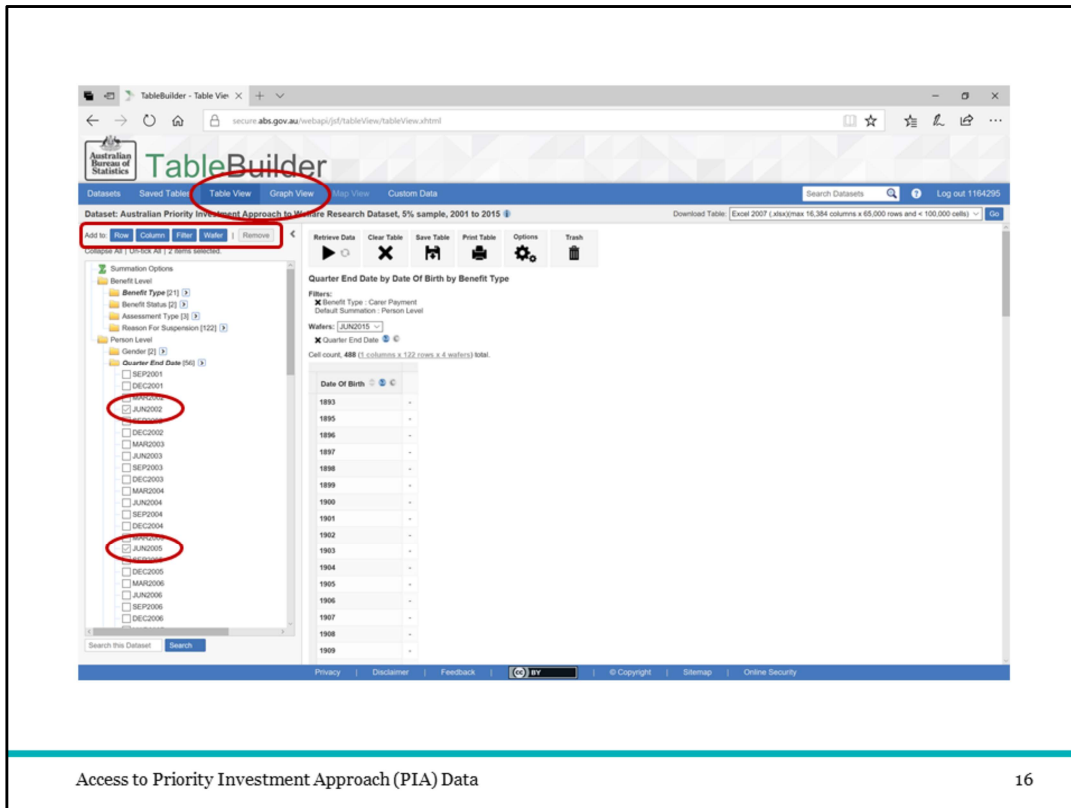 TableBuilder - Table Vie
secure.abs.gov.au/webapi/jsf/tableView/tableView.xhtml
Australian
Bureau of
Statistics
TableBuilder
Datasets Saved Tables Table View Graph View Map View Custom Data Search Datasets Log out 1164295
Dataset: Australian Priority Investment Approach to Welfare Research Dataset, 5% sample, 2001 to 2015 Download Table: Excel 2007 (.xlsx)(max 16,384 columns x 65,000 rows and < 100,000 cells) Go
Add to: Row Column Filter Wafer | Remove
Collapse All | Un-tick All | 2 items selected.
Summation Options
Benefit Level
Benefit Type [21]
Benefit Status [2]
Assessment Type [3]
Reason For Suspension [122]
Person Level
Gender [2]
Quarter End Date [56]
SEP2001
DEC2001
MAR2002
JUN2002
SEP2002
DEC2002
MAR2003
JUN2003
SEP2003
DEC2003
MAR2004
JUN2004
SEP2004
DEC2004
MAR2005
JUN2005
SEP2005
DEC2005
MAR2006
JUN2006
SEP2006
DEC2006
Search this Dataset Search
Retrieve Data Clear Table Save Table Print Table Options Trash
Quarter End Date by Date Of Birth by Benefit Type
Filters:
Benefit Type : Carer Payment
Default Summation : Person Level
Wafers: JUN2015
Quarter End Date
Cell count, 488 (1 columns x 122 rows x 4 wafers) total.
Date Of Birth
1893 -
1895 -
1896 -
1897 -
1898 -
1899 -
1900 -
1901 -
1902 -
1903 -
1904 -
1905 -
1906 -
1907 -
1908 -
1909 -
Privacy | Disclaimer | Feedback | (cc) BY | © Copyright | Sitemap | Online Security
Access to Priority Investment Approach (PIA) Data 16